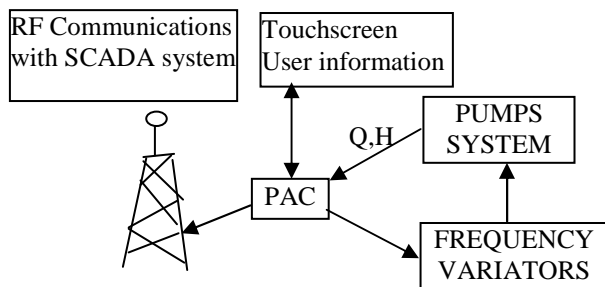 RF Communications
with SCADA system
Touchscreen
User information
PUMPS
SYSTEM
Q,H
PAC
FREQUENCY
VARIATORS